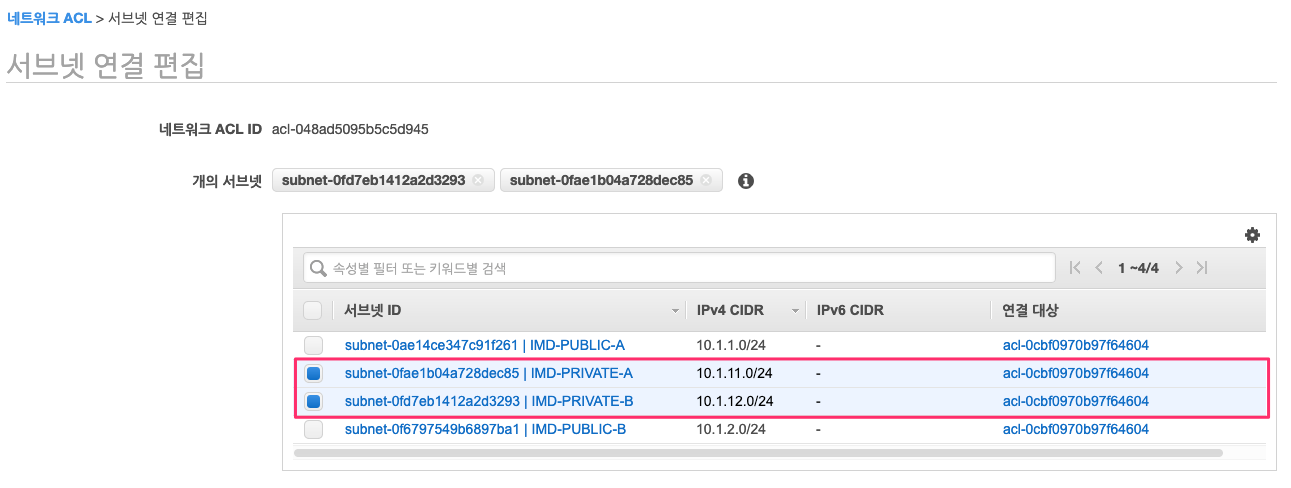 네트워크 ACL > 서브넷 연결 편집
서브넷 연결 편집
네트워크 ACL ID acl-048ad5095b5c5d945
개의 서브넷 subnet-0fd7eb1412a2d3293 subnet-0fae1b04a728dec85
속성별 필터 또는 키워드별 검색 1 ~4/4
서브넷 ID IPv4 CIDR IPv6 CIDR 연결 대상
subnet-0ae14ce347c91f261 | IMD-PUBLIC-A 10.1.1.0/24 - acl-0cbf0970b97f64604
subnet-0fae1b04a728dec85 | IMD-PRIVATE-A 10.1.11.0/24 - acl-0cbf0970b97f64604
subnet-0fd7eb1412a2d3293 | IMD-PRIVATE-B 10.1.12.0/24 - acl-0cbf0970b97f64604
subnet-0f6797549b6897ba1 | IMD-PUBLIC-B 10.1.2.0/24 - acl-0cbf0970b97f64604